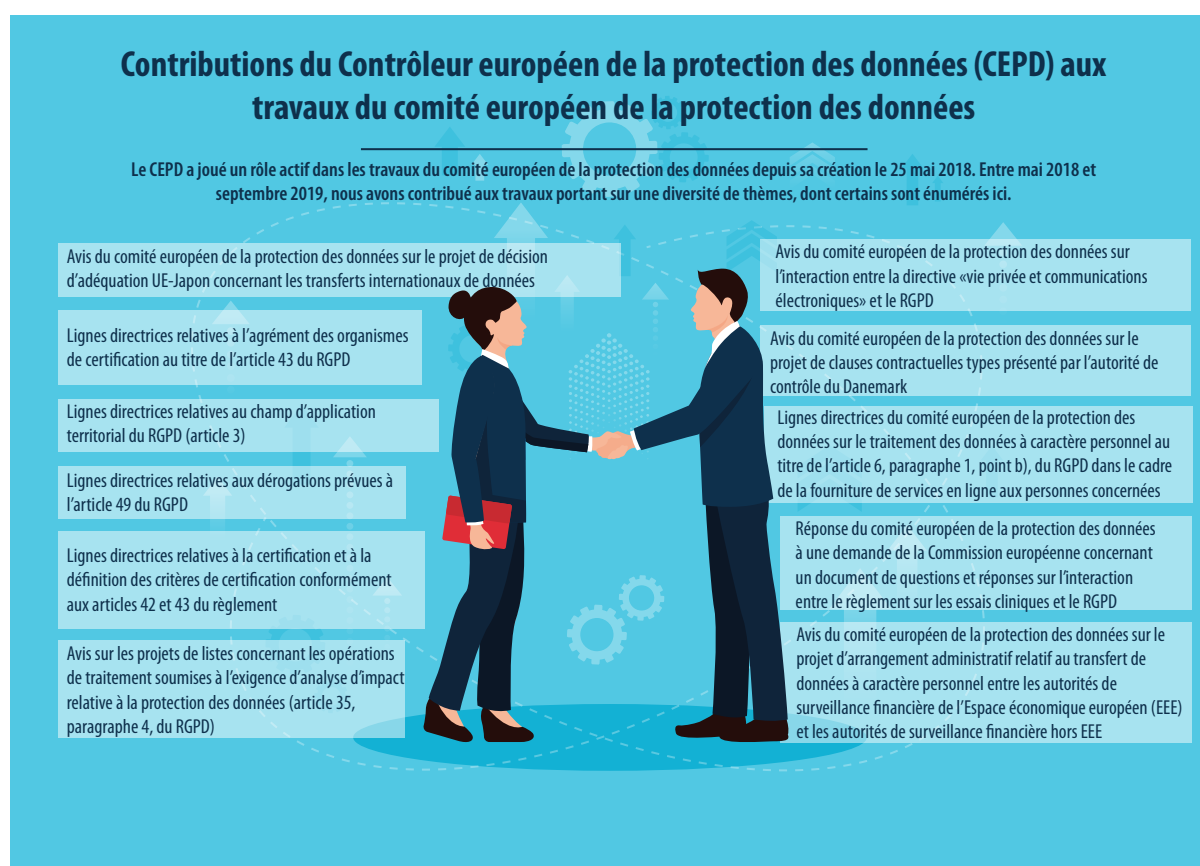 Contributions du Contrôleur européen de la protection des données (CEPD) aux
travaux du comité européen de la protection des données
Le CEPD a joué un rôle actif dans les travaux du comité européen de la protection des données depuis sa création le 25 mai 2018. Entre mai 2018 et
septembre 2019, nous avons contribué aux travaux portant sur une diversité de thèmes, dont certains sont énumérés ici.
Avis du comité européen de la protection des données sur le projet de décision
d’adéquation UE-Japon concernant les transferts internationaux de données
Lignes directrices relatives à l’agrément des organismes
de certification au titre de l’article 43 du RGPD
Lignes directrices relatives au champ d’application
territorial du RGPD (article 3)
Lignes directrices relatives aux dérogations prévues à
l’article 49 du RGPD
Lignes directrices relatives à la certification et à la
définition des critères de certification conformément
aux articles 42 et 43 du règlement
Avis sur les projets de listes concernant les opérations
de traitement soumises à l’exigence d’analyse d’impact
relative à la protection des données (article 35,
paragraphe 4, du RGPD)
Avis du comité européen de la protection des données sur
l’interaction entre la directive «vie privée et communications
électroniques» et le RGPD
Avis du comité européen de la protection des données sur le
projet de clauses contractuelles types présenté par l’autorité de
contrôle du Danemark
Lignes directrices du comité européen de la protection des
données sur le traitement des données à caractère personnel au
titre de l’article 6, paragraphe 1, point b), du RGPD dans le cadre
de la fourniture de services en ligne aux personnes concernées
Réponse du comité européen de la protection des données
à une demande de la Commission européenne concernant
un document de questions et réponses sur l’interaction
entre le règlement sur les essais cliniques et le RGPD
Avis du comité européen de la protection des données sur le
projet d’arrangement administratif relatif au transfert de
données à caractère personnel entre les autorités de
surveillance financière de l’Espace économique européen (EEE)
et les autorités de surveillance financière hors EEE